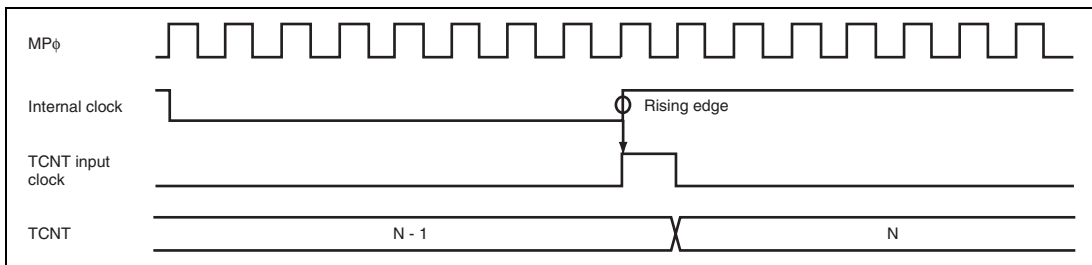 MPϕ
Internal clock
Rising edge
TCNT input
clock
TCNT
N - 1
N